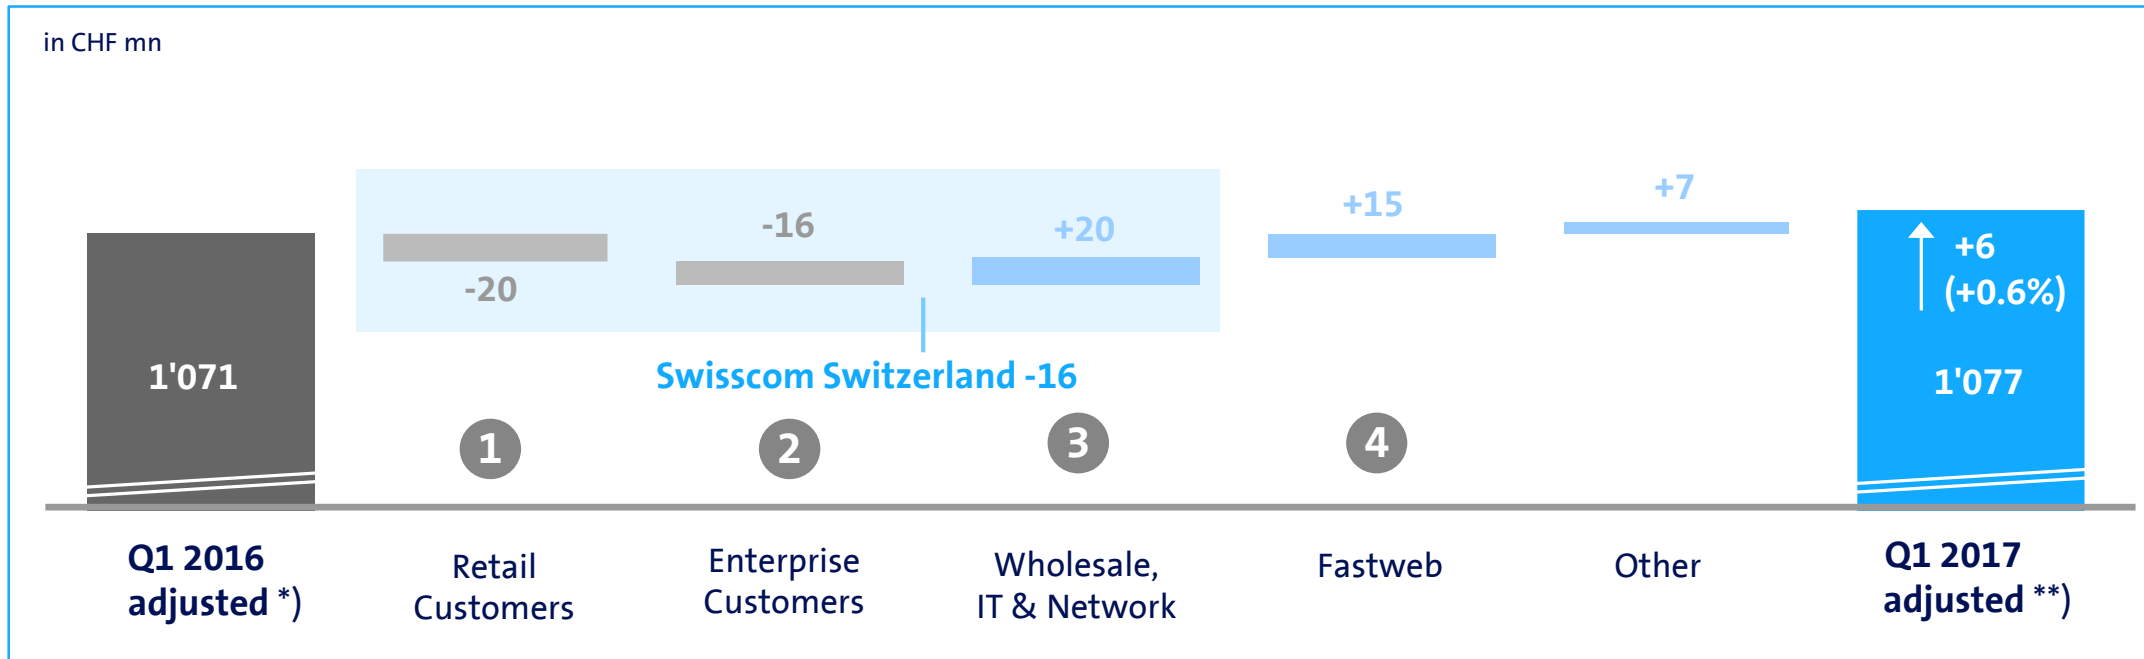 in CHF mn
+7
+15
-16
+20
+6
(+0.6%)
-20
1'071
Swisscom Switzerland -16
1'077
1
2
3
4
Q1 2016
adjusted *)
Retail
Customers
Enterprise
Customers
Wholesale,
IT & Network
Fastweb
Other
Q1 2017
adjusted **)